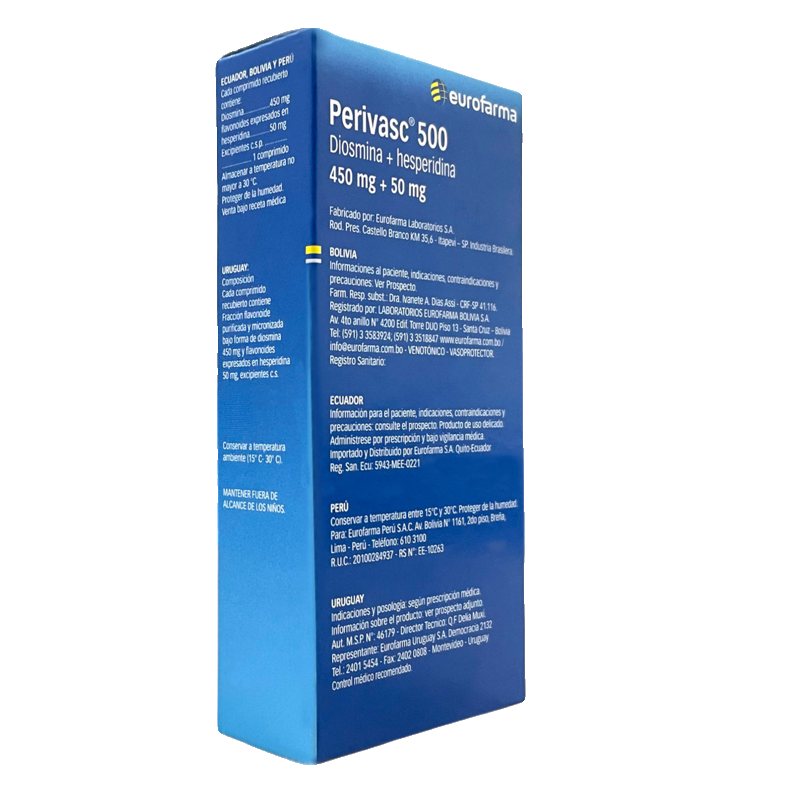 ECUADOR, BOLIVIA Y PERÚ
Cada comprimido recubierto
contiene:
Diosmina..............450 mg
flavonoides expresados en
hesperidina..........50 mg
Excipientes c.s.p. ..............
..............1 comprimido
Almacenar a temperatura no
mayor a 30 °C.
Proteger de la humedad.
Venta bajo receta médica
URUGUAY:
Composición
Cada comprimido
recubierto contiene
Fracción flavonoide
purificada y micronizada
bajo forma de diosmina
450 mg y flavonoides
expresados en hesperidina
50 mg, excipientes c.s.
Conservar a temperatura
ambiente (15° C- 30° C).
MANTENER FUERA DE
ALCANCE DE LOS NIÑOS.
eurofarma
Perivasc® 500
Diosmina + hesperidina
450 mg + 50 mg
Fabricado por: Eurofarma Laboratorios S.A.
Rod. Pres. Castello Branco KM 35,6 - Itapevi – SP. Industria Brasilera.
BOLIVIA
Informaciones al paciente, indicaciones, contraindicaciones y
precauciones: Ver Prospecto.
Farm. Resp. subst.: Dra. Ivanete A. Dias Assi - CRF-SP 41.116.
Registrado por: LABORATORIOS EUROFARMA BOLIVIA S.A.
Av. 4to anillo N° 4200 Edif. Torre DUO Piso 13 - Santa Cruz – Bolivia
Tel: (591) 3 3583924; (591) 3 3518847 www.eurofarma.com.bo /
info@eurofarma.com.bo - VENOTÓNICO - VASOPROTECTOR.
Registro Sanitario:
ECUADOR
Información para el paciente, indicaciones, contraindicaciones y
precauciones: consulte el prospecto. Producto de uso delicado.
Adminístrese por prescripción y bajo vigilancia médica.
Importado y Distribuido por Eurofarma S.A. Quito-Ecuador
Reg. San. Ecu: 5943-MEE-0221
PERÚ
Conservar a temperatura entre 15°C y 30°C. Proteger de la humedad.
Para: Eurofarma Perú S.A.C. Av. Bolivia N° 1161, 2do piso, Breña,
Lima - Perú - Teléfono: 610 3100
R.U.C.: 20100284937 - RS N°: EE-10263
URUGUAY
Indicaciones y posología: según prescripción médica.
Información sobre el producto: ver prospecto adjunto.
Aut. M.S.P. N°: 46179 - Director Tecnico: Q.F Delia Muxí.
Representante: Eurofarma Uruguay S.A. Democracia 2132
Tel.: 2401 5454 - Fax: 2402 0808 - Montevideo - Uruguay
Control médico recomendado.